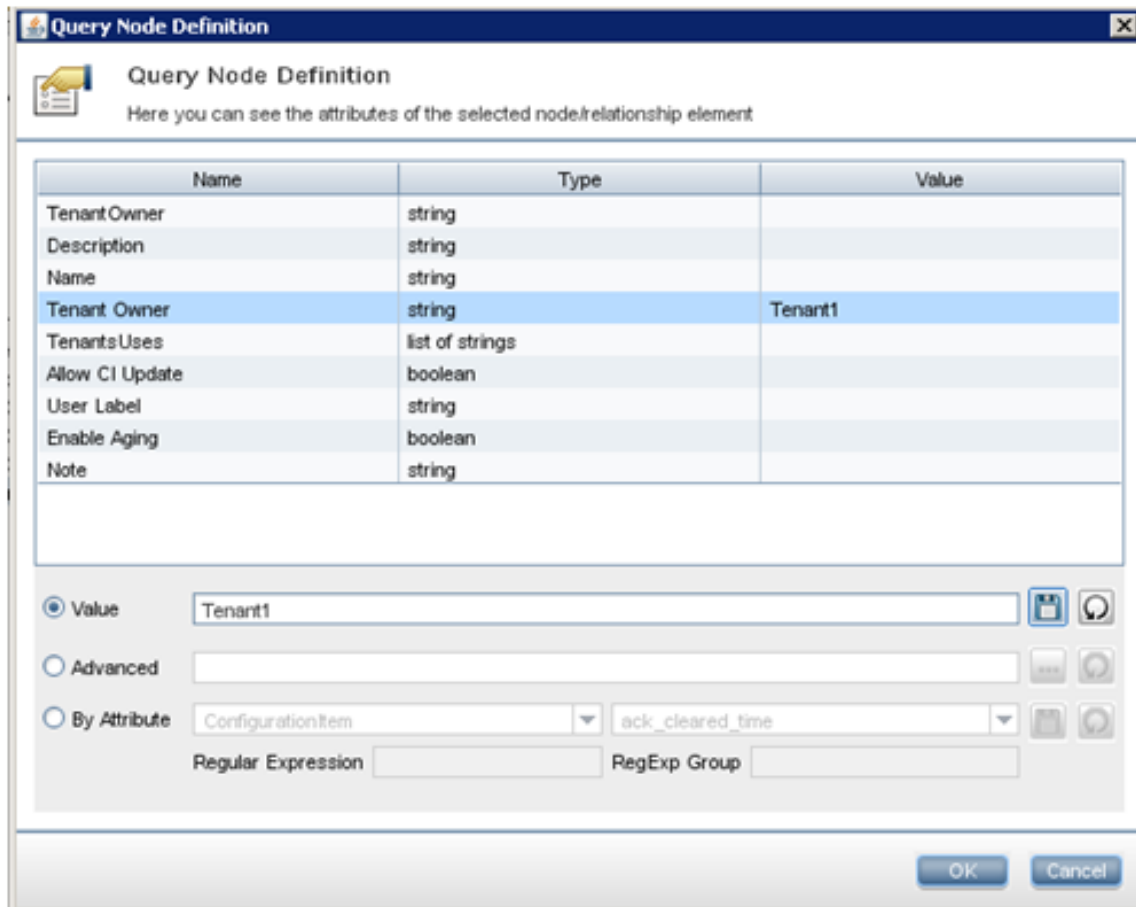 Query Node Definition
Query Node Definition
Here you can see the attributes of the selected node/relationship element
Name Type Value
TenantOwner string
Description string
Name string
Tenant Owner string Tenant1
TenantsUses list of strings
Allow CI Update boolean
User Label string
Enable Aging boolean
Note string
Value Tenant1
Advanced ...
By Attribute ConfigurationItem ack_cleared_time
Regular Expression RegExp Group
OK Cancel